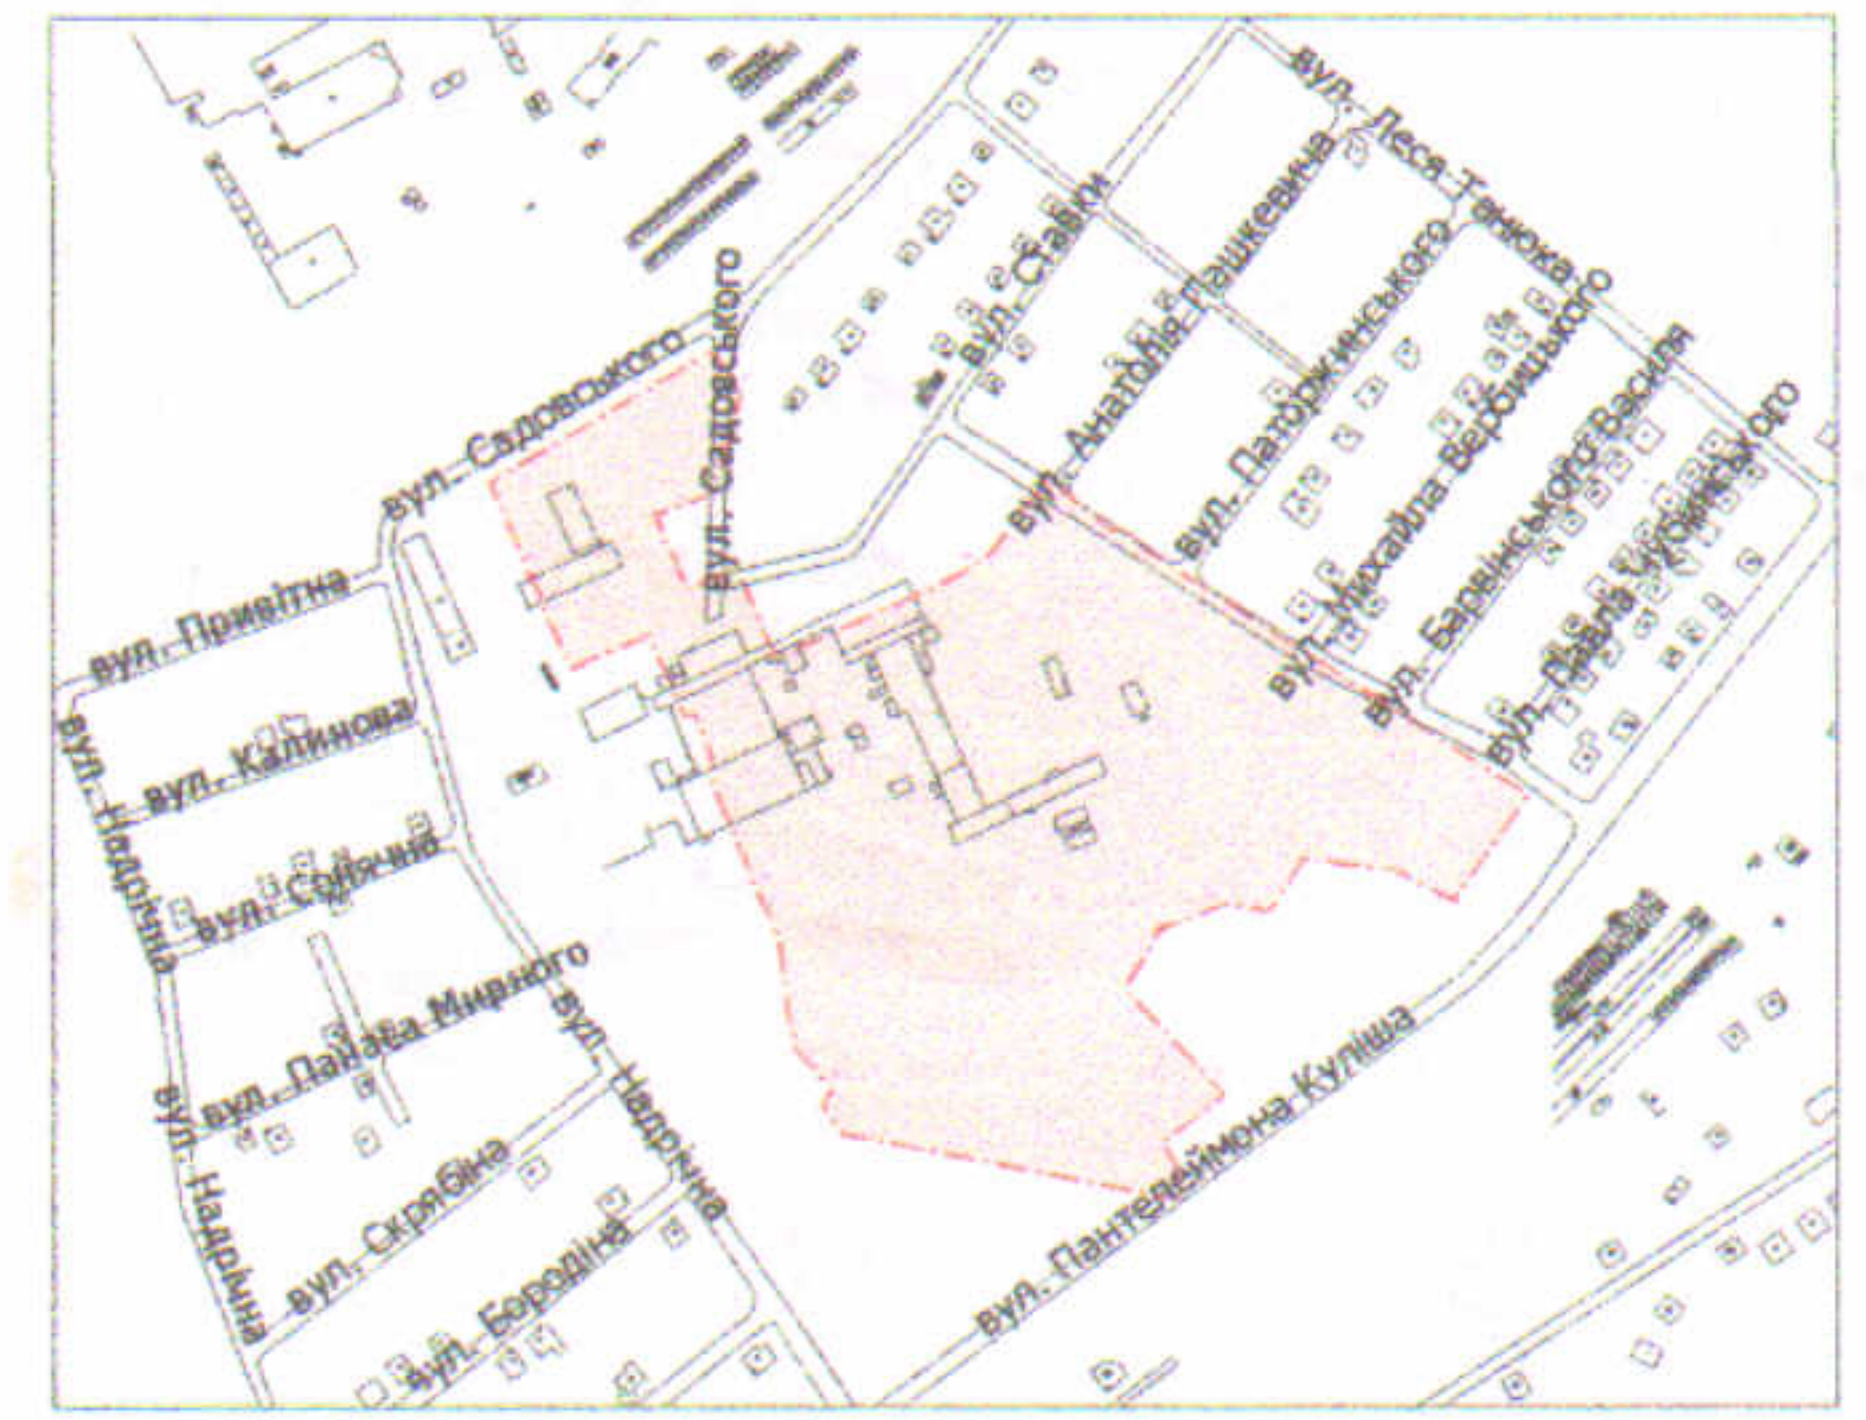 вул. Леся Танюка
вул. Садовського
вул. Ставки
вул. Анатолія Пашкевича
вул. Паторжинського
вул. Михайла Вербицького
вул. Барвінського Василя
вул. Павла Чубинського
вул. Садовського
вул. Привітна
вул. Калинова
вул. Надрічна
вул. Сонячна
вул. Панаса Мирного
вул. Надрічна
вул. Надрічна
вул. Скрябіна
вул. Бородіна
вул. Пантелеймона Куліша